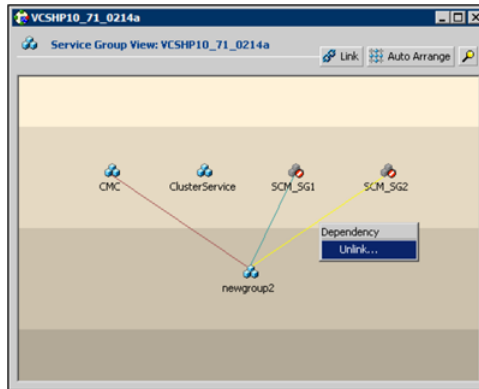 VCSHP10_71_0214a
Service Group View: VCSHP10_71_0214a
Link
Auto Arrange
CMC
ClusterService
SCM_SG1
SCM_SG2
Dependency
Unlink...
newgroup2